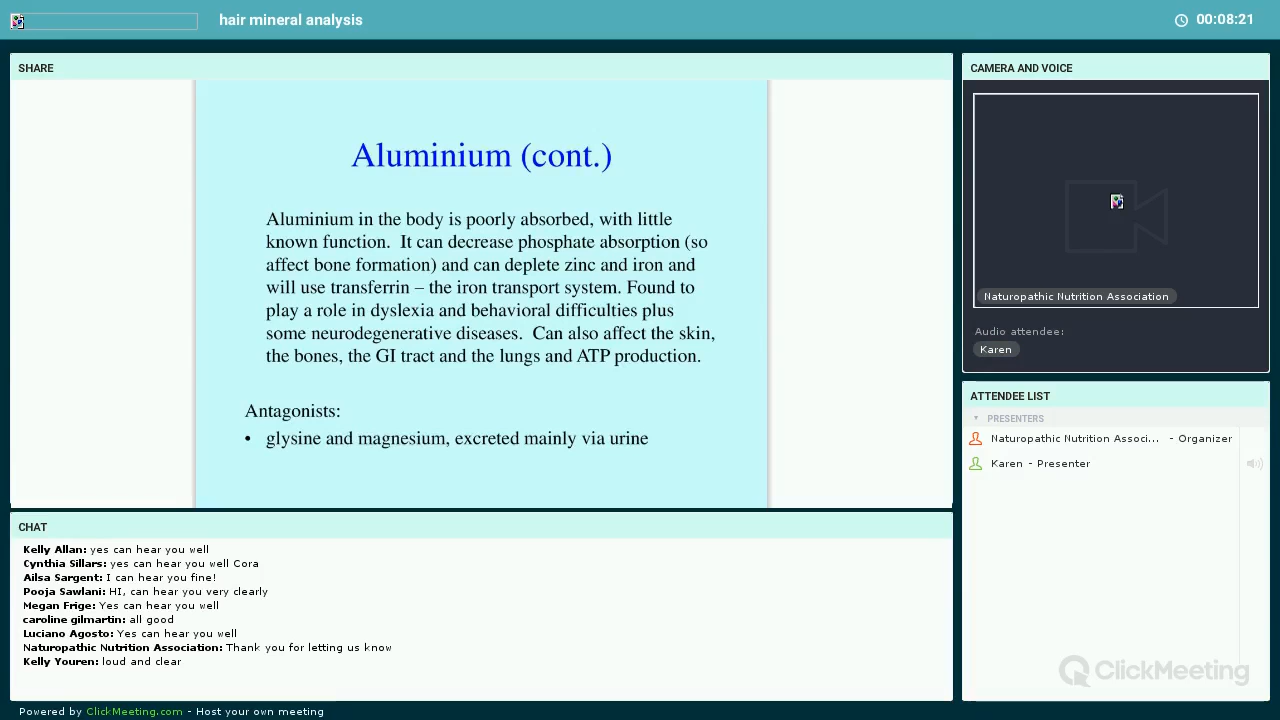 hair mineral analysis
00:08:21
SHARE
Aluminium (cont.)
Aluminium in the body is poorly absorbed, with little
known function.  It can decrease phosphate absorption (so
affect bone formation) and can deplete zinc and iron and
will use transferrin – the iron transport system. Found to
play a role in dyslexia and behavioral difficulties plus
some neurodegenerative diseases.  Can also affect the skin,
the bones, the GI tract and the lungs and ATP production.
Antagonists:
• glysine and magnesium, excreted mainly via urine
CHAT
Kelly Allan: yes can hear you well
Cynthia Sillars: yes can hear you well Cora
Ailsa Sargent: I can hear you fine!
Pooja Sawlani: HI, can hear you very clearly
Megan Frige: Yes can hear you well
caroline gilmartin: all good
Luciano Agosto: Yes can hear you well
Naturopathic Nutrition Association: Thank you for letting us know
Kelly Youren: loud and clear
CAMERA AND VOICE
Naturopathic Nutrition Association
Audio attendee:
Karen
ATTENDEE LIST
PRESENTERS
Naturopathic Nutrition Associ... - Organizer
Karen - Presenter
ClickMeeting
Powered by ClickMeeting.com - Host your own meeting